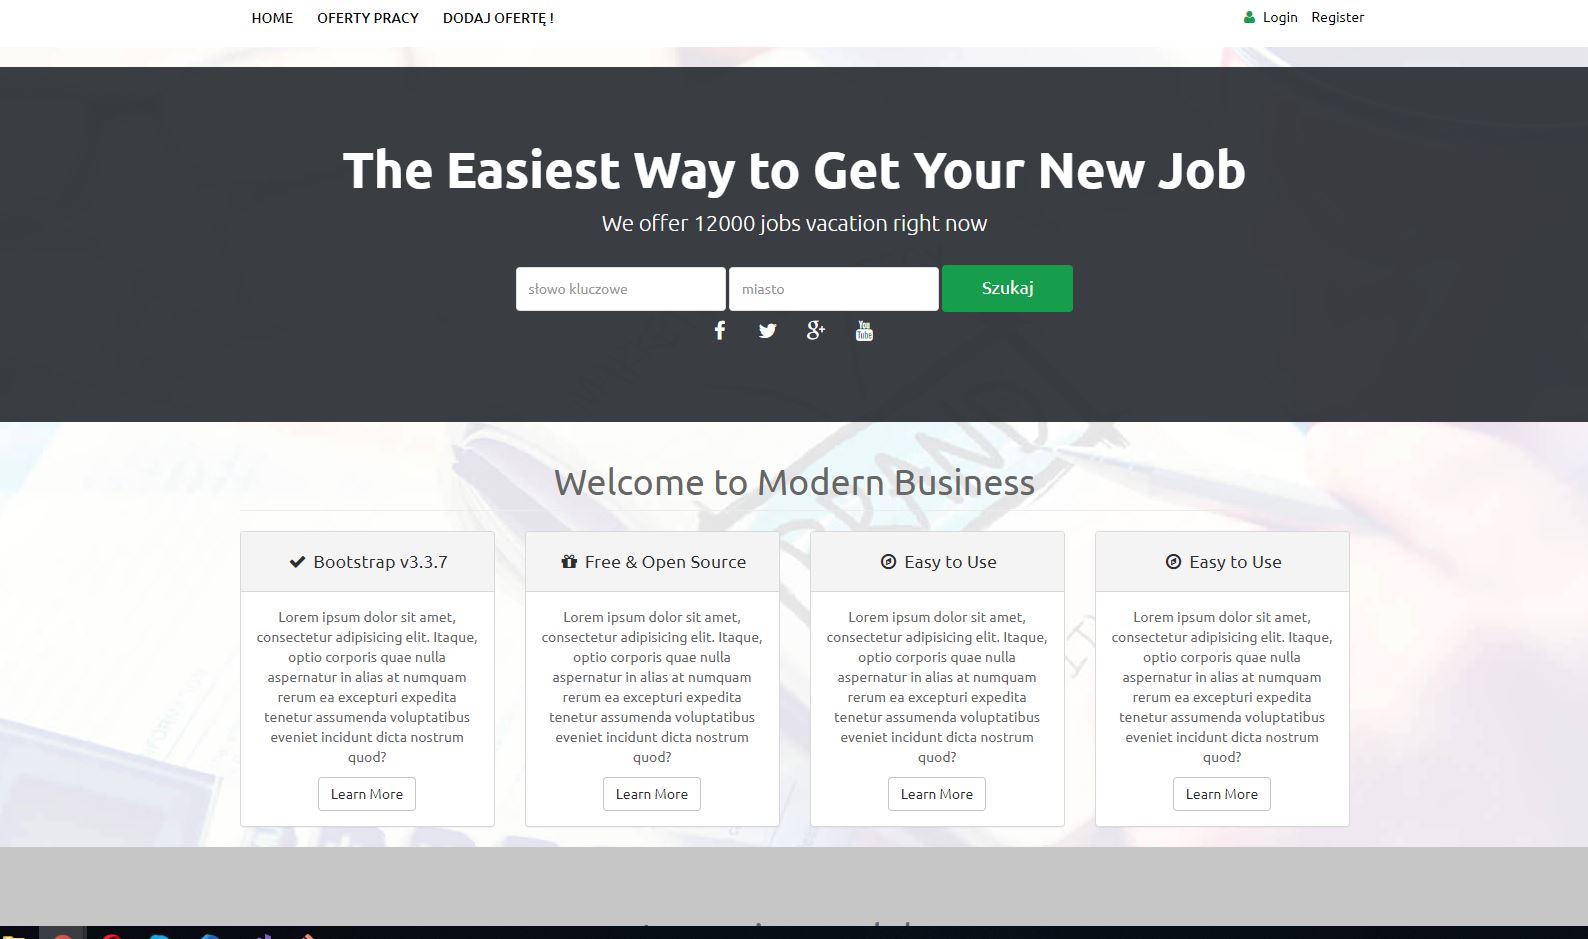 HOME OFERTY PRACY DODAJ OFERTĘ ! Login Register
The Easiest Way to Get Your New Job
We offer 12000 jobs vacation right now
słowo kluczowe miasto Szukaj
Welcome to Modern Business
Bootstrap v3.3.7
Lorem ipsum dolor sit amet,
consectetur adipisicing elit. Itaque,
optio corporis quae nulla
aspernatur in alias at numquam
rerum ea excepturi expedita
tenetur assumenda voluptatibus
eveniet incidunt dicta nostrum
quod?
Learn More
Free & Open Source
Lorem ipsum dolor sit amet,
consectetur adipisicing elit. Itaque,
optio corporis quae nulla
aspernatur in alias at numquam
rerum ea excepturi expedita
tenetur assumenda voluptatibus
eveniet incidunt dicta nostrum
quod?
Learn More
Easy to Use
Lorem ipsum dolor sit amet,
consectetur adipisicing elit. Itaque,
optio corporis quae nulla
aspernatur in alias at numquam
rerum ea excepturi expedita
tenetur assumenda voluptatibus
eveniet incidunt dicta nostrum
quod?
Learn More
Easy to Use
Lorem ipsum dolor sit amet,
consectetur adipisicing elit. Itaque,
optio corporis quae nulla
aspernatur in alias at numquam
rerum ea excepturi expedita
tenetur assumenda voluptatibus
eveniet incidunt dicta nostrum
quod?
Learn More
BRAND